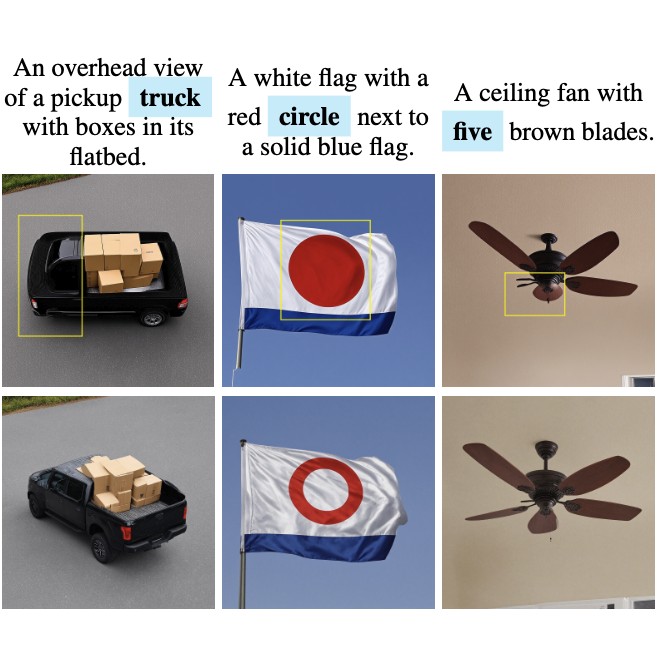 An overhead view
of a pickup truck
with boxes in its
flatbed.
A white flag with a
red circle next to
a solid blue flag.
A ceiling fan with
five brown blades.